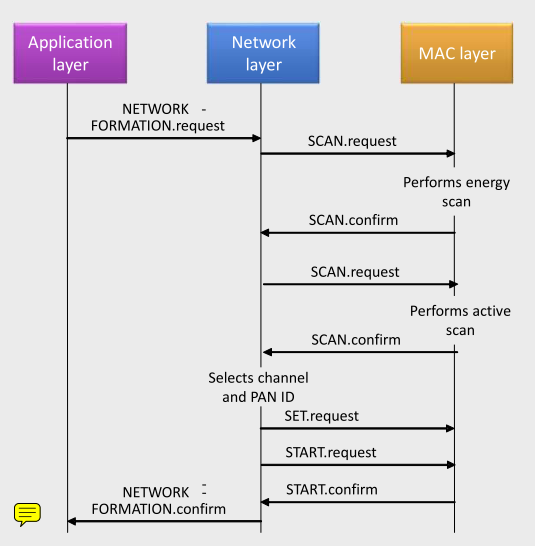 Application
layer
Network
layer
MAC layer
NETWORK -
FORMATION.request
SCAN.request
Performs energy
scan
SCAN.confirm
SCAN.request
Performs active
scan
SCAN.confirm
Selects channel
and PAN ID
SET.request
START.request
START.confirm
-
NETWORK -
FORMATION.confirm